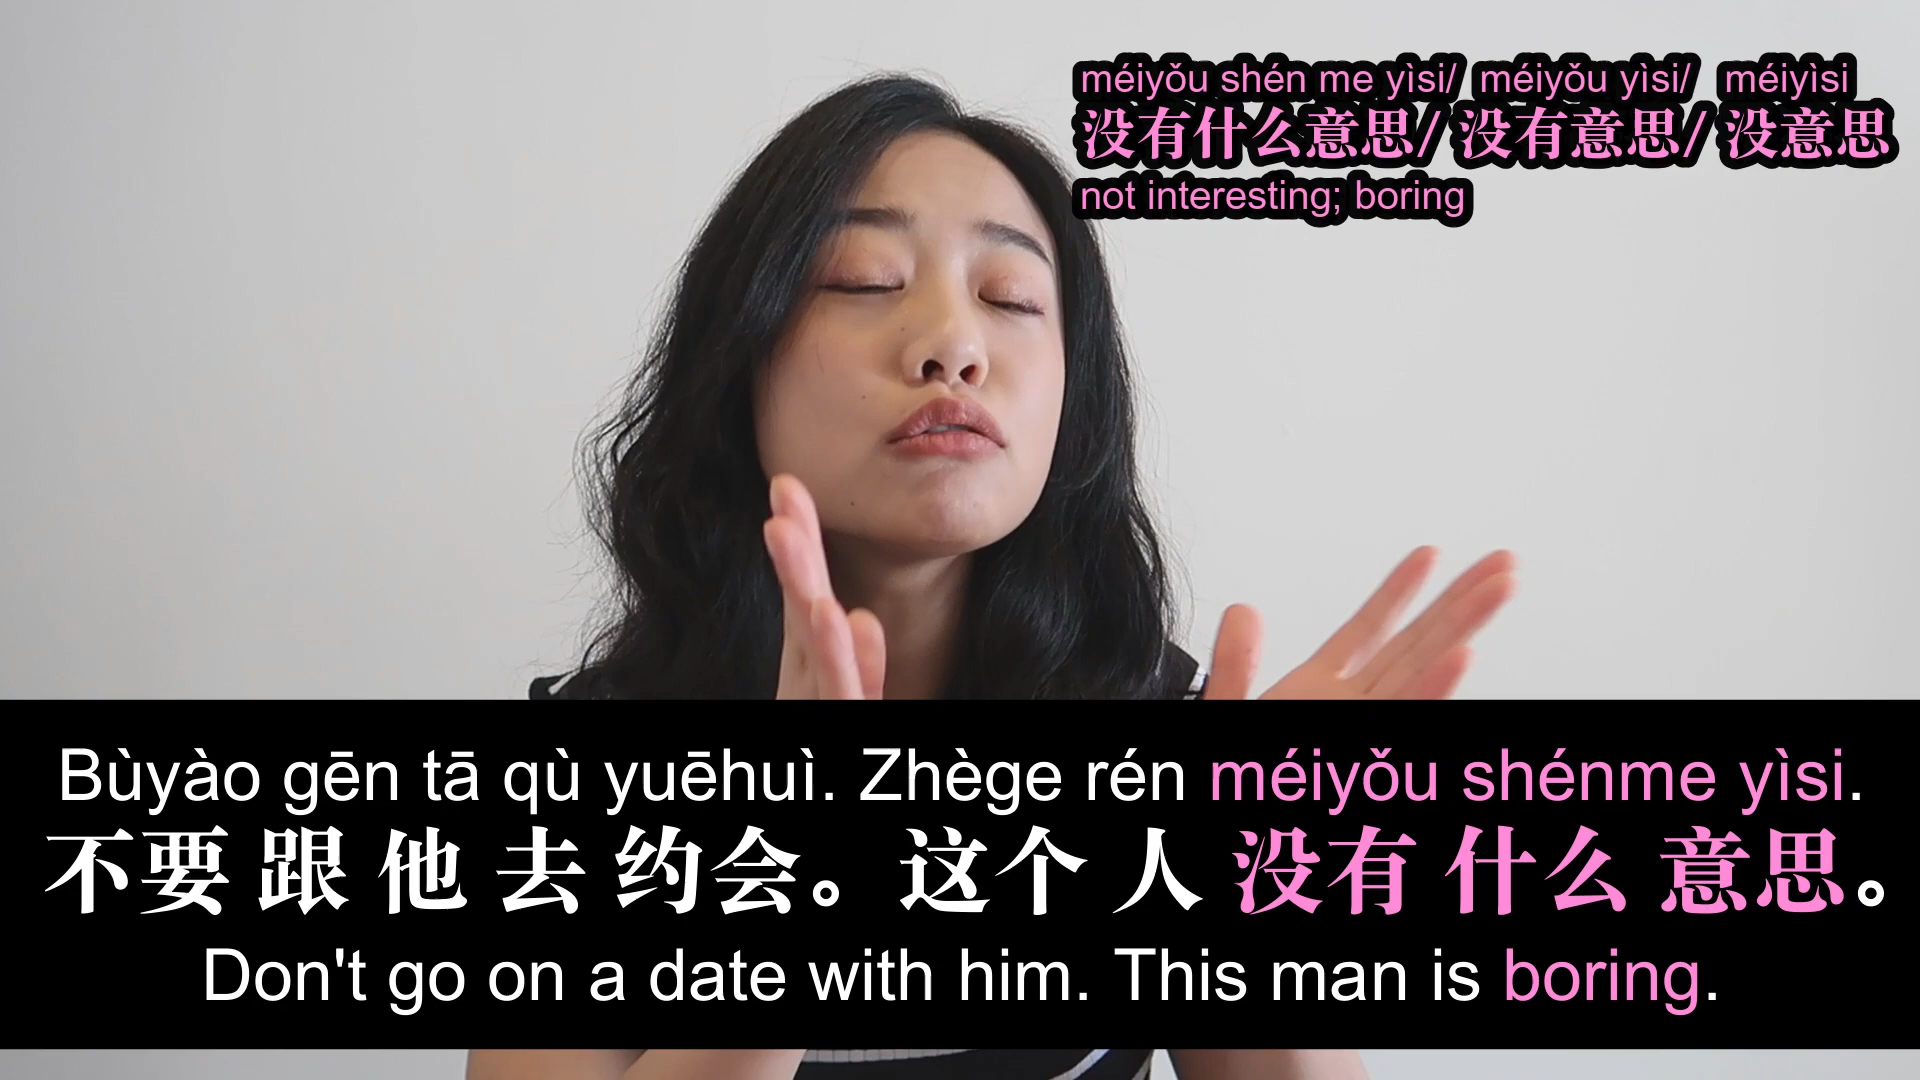 méiyǒu shén me yìsi/ méiyǒu yìsi/ méiyìsi
没有什么意思/ 没有意思/ 没意思
not interesting; boring
Bùyào gēn tā qù yuēhuì. Zhège rén méiyǒu shénme yìsi.
不要 跟 他 去 约会。这个 人 没有 什么 意思。
Don't go on a date with him. This man is boring.